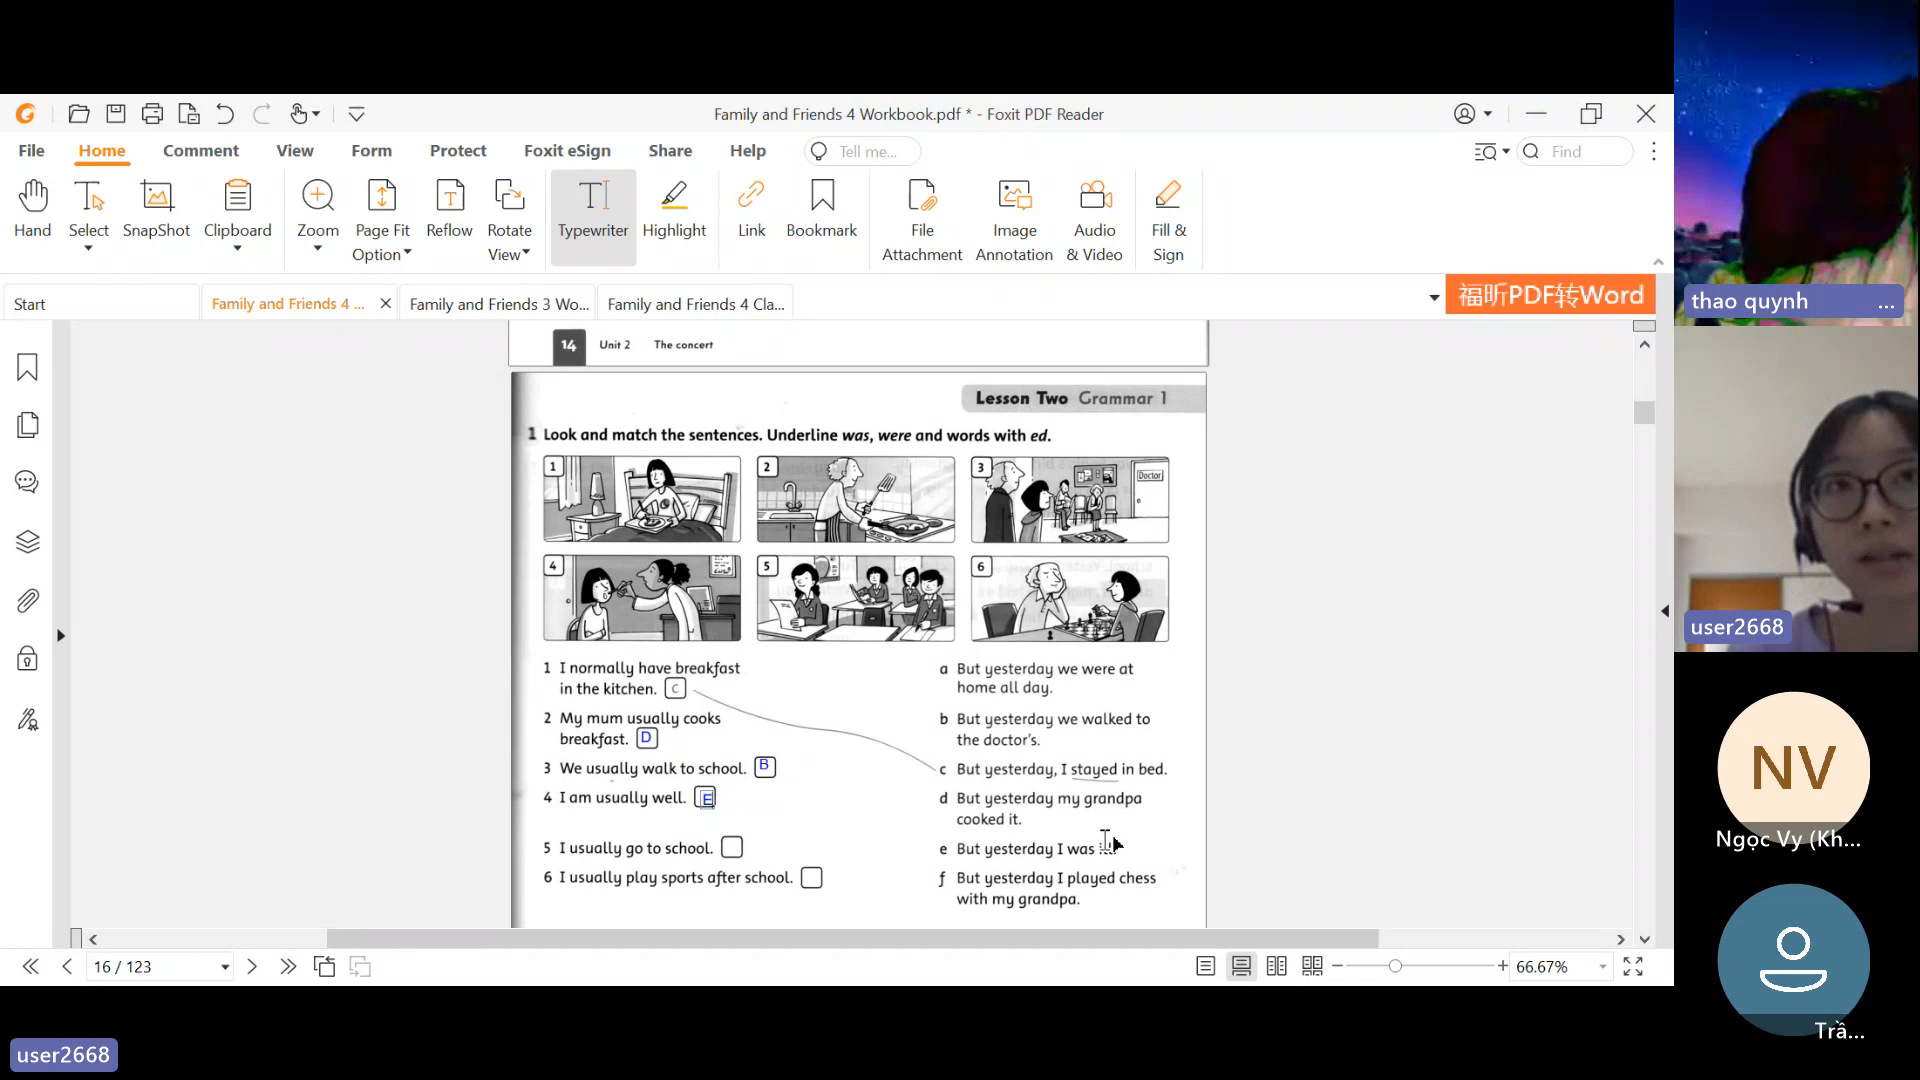 Family and Friends 4 Workbook.pdf * - Foxit PDF Reader
File Home Comment View Form Protect Foxit eSign Share Help Tell me... Find
Hand Select SnapShot Clipboard Zoom Page Fit Option Reflow Rotate View Typewriter Highlight Link Bookmark File Attachment Image Annotation Audio & Video Fill & Sign
Start Family and Friends 4 ... Family and Friends 3 Wo... Family and Friends 4 Cla... 福昕PDF转Word
14 Unit 2 The concert
Lesson Two Grammar 1
1 Look and match the sentences. Underline was, were and words with ed.
1 2 3 Doctor
4 5 6
1 I normally have breakfast
in the kitchen. c
2 My mum usually cooks
breakfast. D
3 We usually walk to school. B
4 I am usually well. E
5 I usually go to school.
6 I usually play sports after school.
a But yesterday we were at
home all day.
b But yesterday we walked to
the doctor's.
c But yesterday, I stayed in bed.
d But yesterday my grandpa
cooked it.
e But yesterday I was
f But yesterday I played chess
with my grandpa.
16 / 123
66.67%
thao quynh ...
user2668
NV
Ngọc Vy (Kh...
Trầ...
user2668